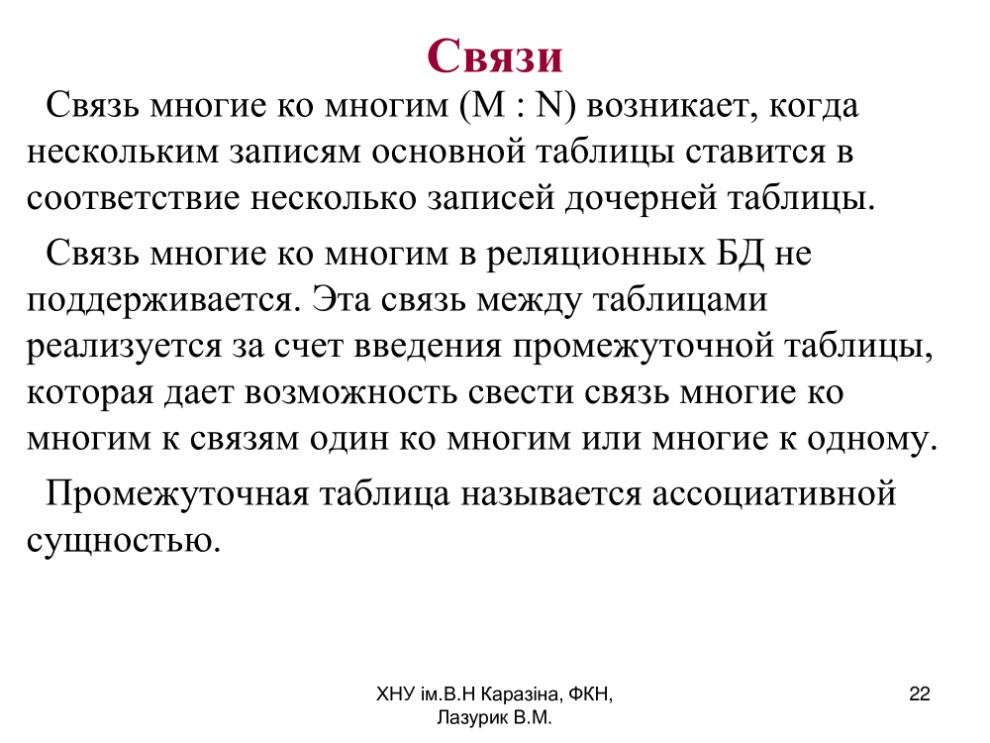 Связи
Связь многие ко многим (M : N) возникает, когда
нескольким записям основной таблицы ставится в
соответствие несколько записей дочерней таблицы.
Связь многие ко многим в реляционных БД не
поддерживается. Эта связь между таблицами
реализуется за счет введения промежуточной таблицы,
которая дает возможность свести связь многие ко
многим к связям один ко многим или многие к одному.
Промежуточная таблица называется ассоциативной
сущностью.
ХНУ ім.В.Н Каразіна, ФКН,
Лазурик В.М.
22